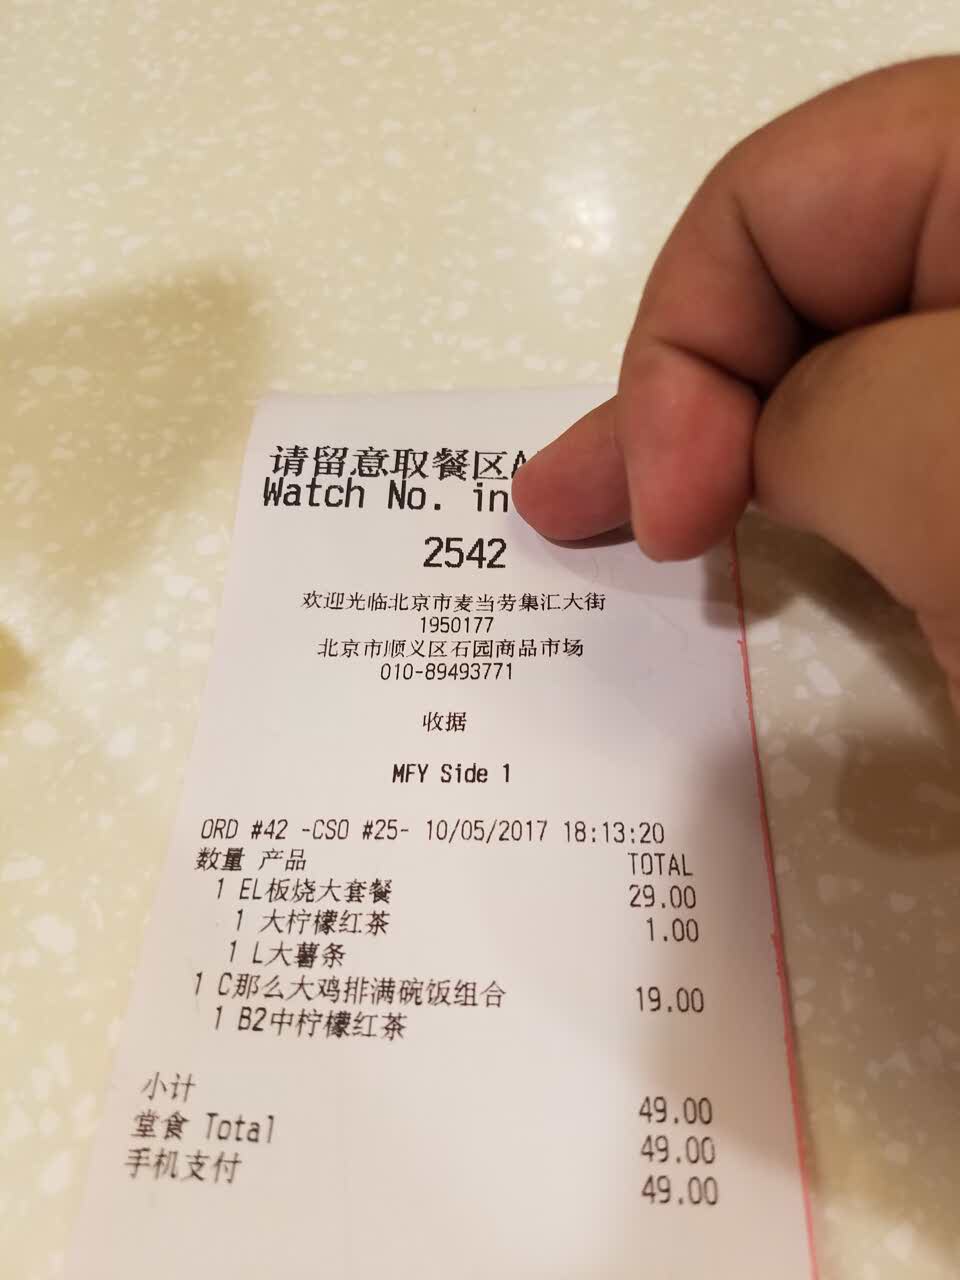 请留意取餐区
Watch No. in
2542
欢迎光临北京市麦当劳集汇大街
1950177
北京市顺义区石园商品市场
010-89493771
收据
MFY Side 1
ORD #42 -CSO #25- 10/05/2017 18:13:20
数量 产品 TOTAL
1 EL板烧大套餐 29.00
1 大柠檬红茶 1.00
1 L大薯条
1 C那么大鸡排满碗饭组合 19.00
1 B2中柠檬红茶
小计 49.00
堂食 Total 49.00
手机支付 49.00